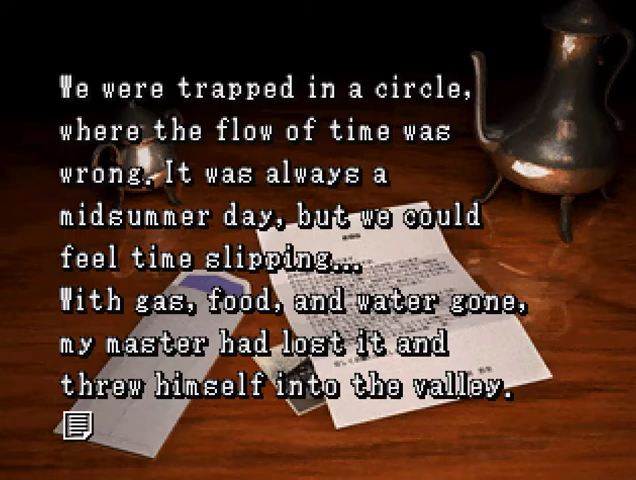 We were trapped in a circle,
where the flow of time was
wrong. It was always a
midsummer day, but we could
feel time slipping...
With gas, food, and water gone,
my master had lost it and
threw himself into the valley.